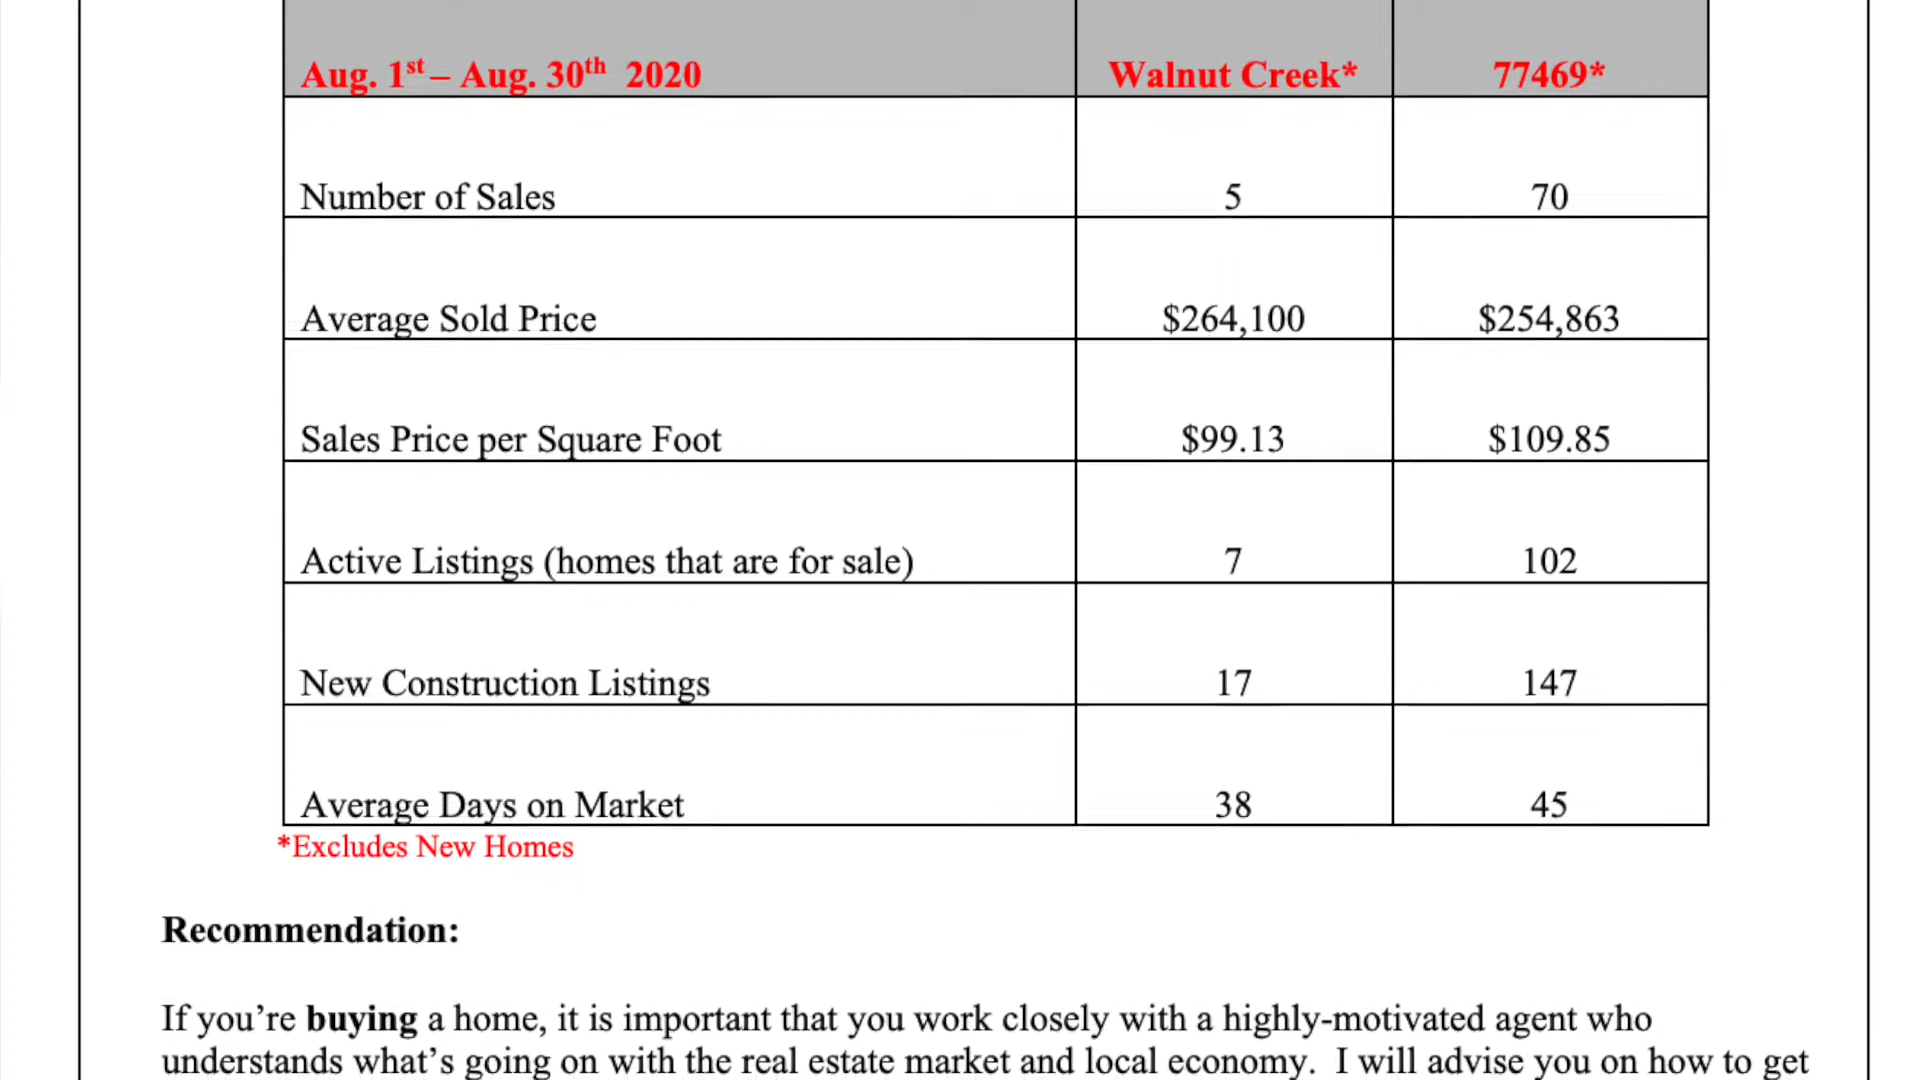 Aug. 1st – Aug. 30th 2020 Walnut Creek* 77469*
Number of Sales 5 70
Average Sold Price $264,100 $254,863
Sales Price per Square Foot $99.13 $109.85
Active Listings (homes that are for sale) 7 102
New Construction Listings 17 147
Average Days on Market 38 45
*Excludes New Homes
Recommendation:
If you’re buying a home, it is important that you work closely with a highly-motivated agent who
understands what’s going on with the real estate market and local economy. I will advise you on how to get